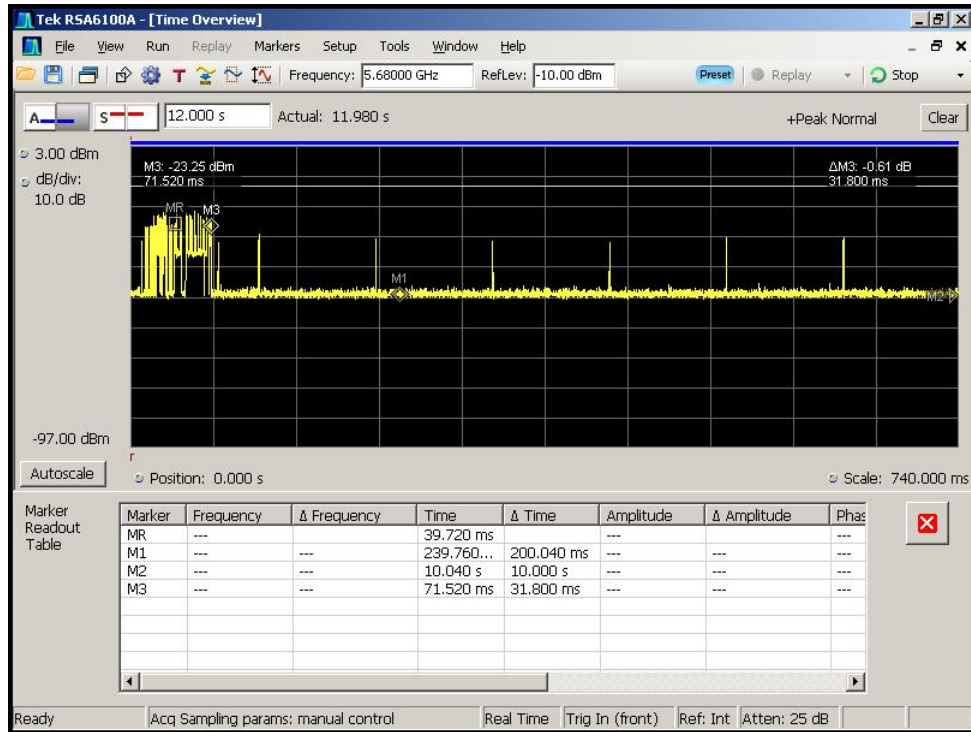 Tek RSA6100A - [Time Overview]
File View Run Replay Markers Setup Tools Window Help
T Frequency: 5.68000 GHz RefLev: -10.00 dBm Preset Replay Stop
A S 12.000 s Actual: 11.980 s +Peak Normal Clear
3.00 dBm
dB/div:
10.0 dB
M3: -23.25 dBm
71.520 ms
ΔM3: -0.61 dB
31.800 ms
MR M3
M1
M2
-97.00 dBm
Autoscale
Position: 0.000 s
Scale: 740.000 ms
Marker Readout Table
Marker Frequency Δ Frequency Time Δ Time Amplitude Δ Amplitude Phas
MR --- 39.720 ms --- ---
M1 --- --- 239.760... 200.040 ms --- --- ---
M2 --- --- 10.040 s 10.000 s --- --- ---
M3 --- --- 71.520 ms 31.800 ms --- --- ---
Ready Acq Sampling params: manual control Real Time Trig In (front) Ref: Int Atten: 25 dB